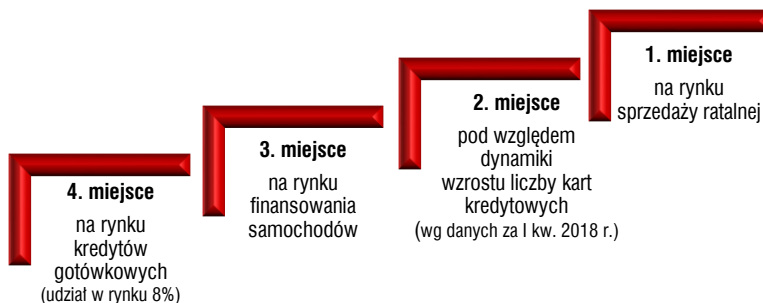 1. miejsce
na rynku
sprzedaży ratalnej
2. miejsce
pod względem
dynamiki
wzrostu liczby kart
kredytowych
(wg danych za I kw. 2018 r.)
3. miejsce
na rynku
finansowania
samochodów
4. miejsce
na rynku
kredytów
gotówkowych
(udział w rynku 8%)